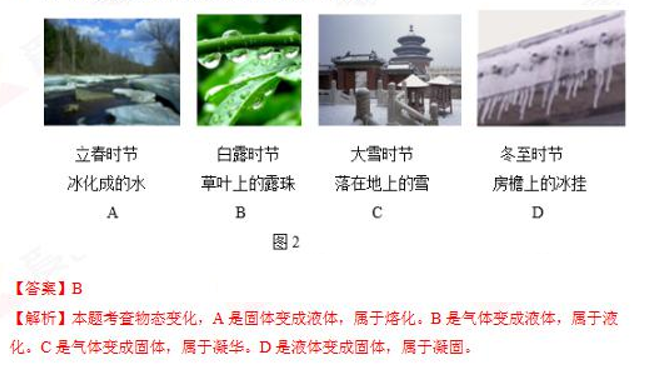 立春时节 白露时节 大雪时节 冬至时节
冰化成的水 草叶上的露珠 落在地上的雪 房檐上的冰挂
A B C D
图2
【答案】B
【解析】本题考查物态变化，A 是固体变成液体，属于熔化。B 是气体变成液体，属于液
化。C 是气体变成固体，属于凝华。D 是液体变成固体，属于凝固。